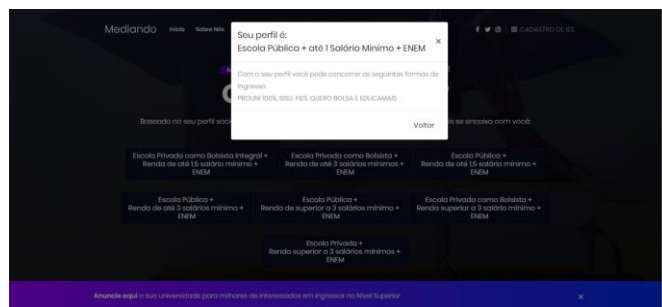 Mediando Início Sobre Nós
CADASTRO DE IES
Seu perfil é:
Escola Pública + até 1 Salário Mínimo + ENEM
×
Com o seu perfil você pode concorrer as seguintes formas de
ingresso:
PROUNI 100%, SISU, FIES, QUERO BOLSA E EDUCAMAIS
Voltar
Baseado no seu perfil soci
is se encaixa com você:
Escola Privada como Bolsista Integral +
Renda de até 1,5 salário mínimo +
ENEM
Escola Privada como Bolsista +
Renda de até 3 salários mínimos +
ENEM
Escola Pública +
Renda de até 1,5 salário mínimo +
ENEM
Escola Pública +
Renda de até 3 salários mínimo +
ENEM
Escola Pública +
Renda de superior a 3 salários mínimo +
ENEM
Escola Privada como Bolsista +
Renda superior a 3 salário mínimo +
ENEM
Escola Privada +
Renda superior a 3 salários mínimos +
ENEM
Anuncie aqui a sua universidade para milhares de interessados em ingressar no Nível Superior
×